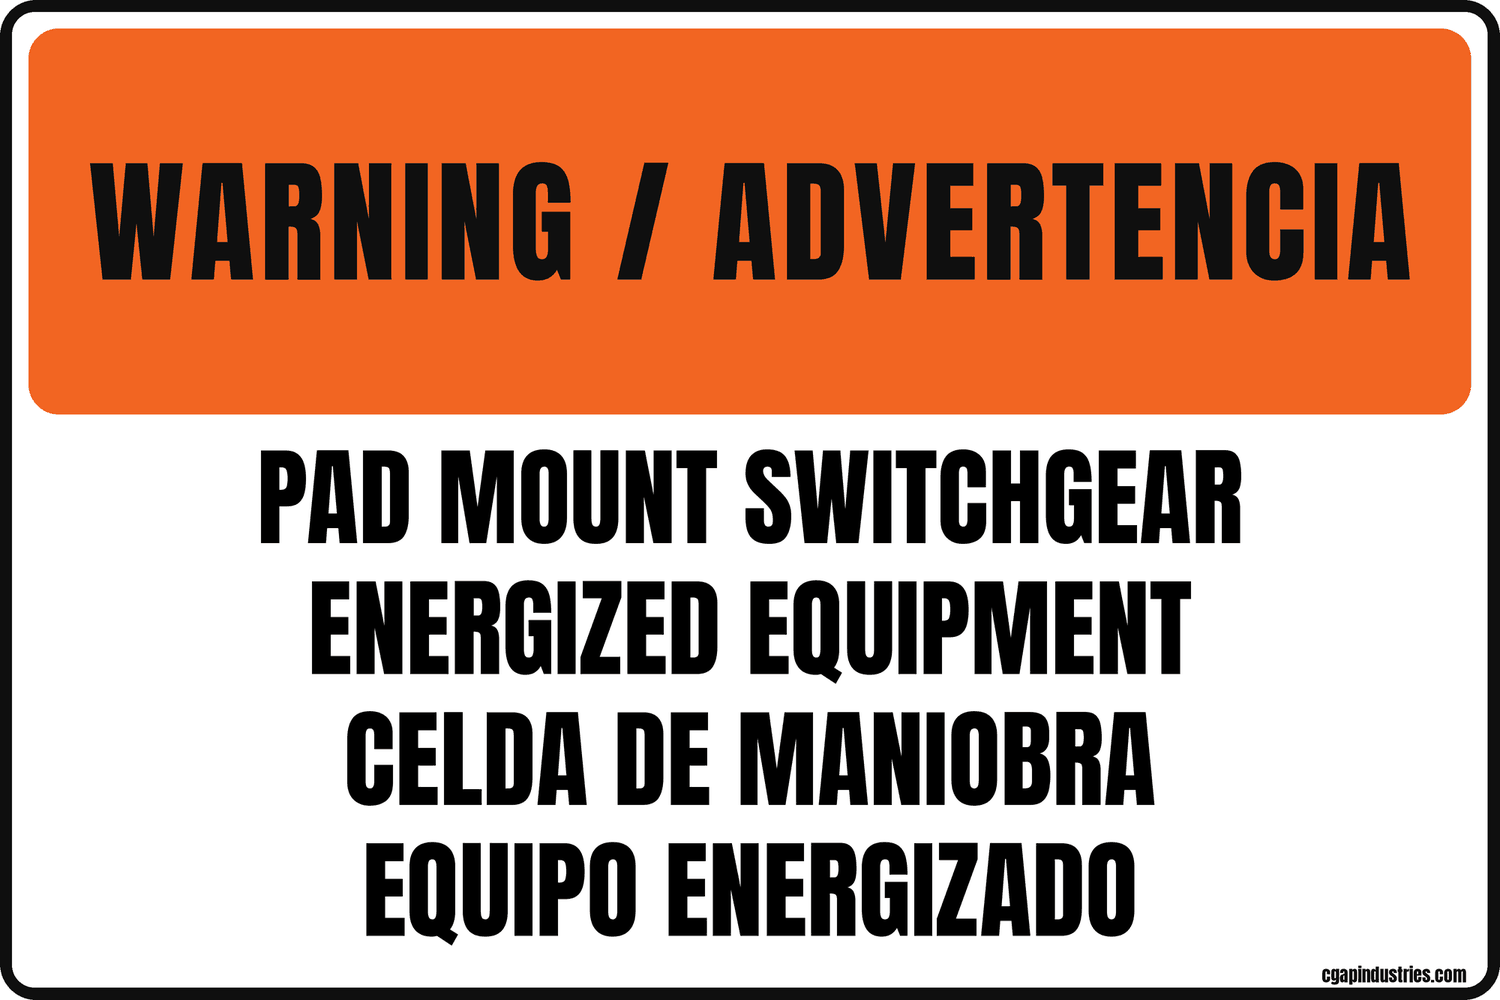 WARNING / ADVERTENCIA
PAD MOUNT SWITCHGEAR
ENERGIZED EQUIPMENT
CELDA DE MANIOBRA
EQUIPO ENERGIZADO
cgapindustries.com